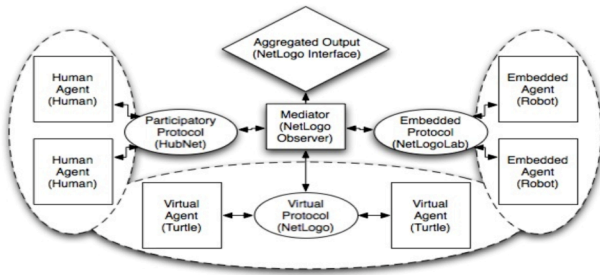 Aggregated Output
(NetLogo Interface)
Human
Agent
(Human)
Participatory
Protocol
(HubNet)
Mediator
(NetLogo
Observer)
Embedded
Protocol
(NetLogoLab)
Embedded
Agent
(Robot)
Human
Agent
(Human)
Embedded
Agent
(Robot)
Virtual
Agent
(Turtle)
Virtual
Protocol
(NetLogo)
Virtual
Agent
(Turtle)